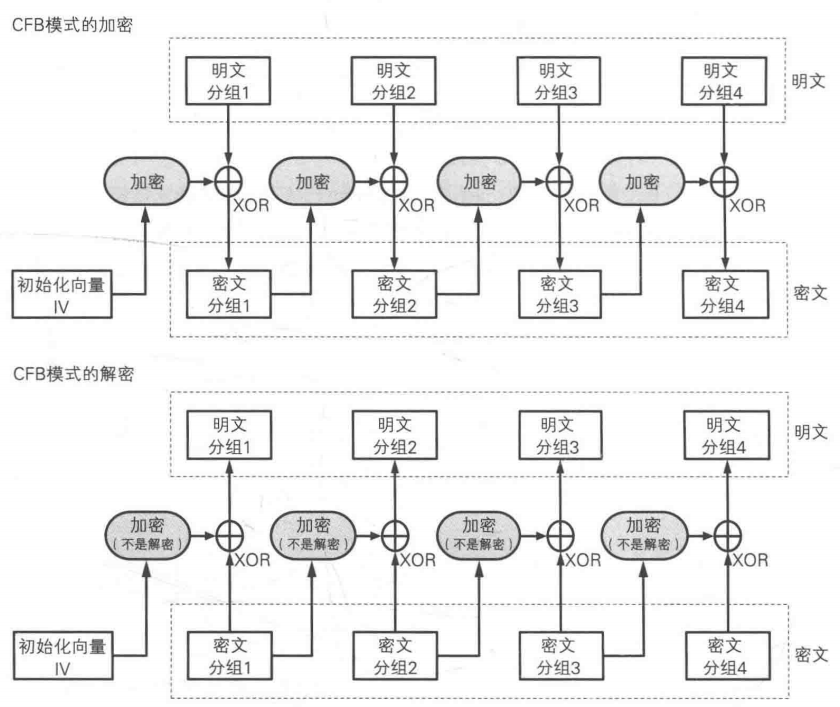 CFB模式的加密
明文
分组1
明文
分组2
明文
分组3
明文
分组4
明文
加密
XOR
加密
XOR
加密
XOR
加密
XOR
初始化向量
IV
密文
分组1
密文
分组2
密文
分组3
密文
分组4
密文
CFB模式的解密
明文
分组1
明文
分组2
明文
分组3
明文
分组4
明文
加密
(不是解密)
XOR
加密
(不是解密)
XOR
加密
(不是解密)
XOR
加密
(不是解密)
XOR
初始化向量
IV
密文
分组1
密文
分组2
密文
分组3
密文
分组4
密文